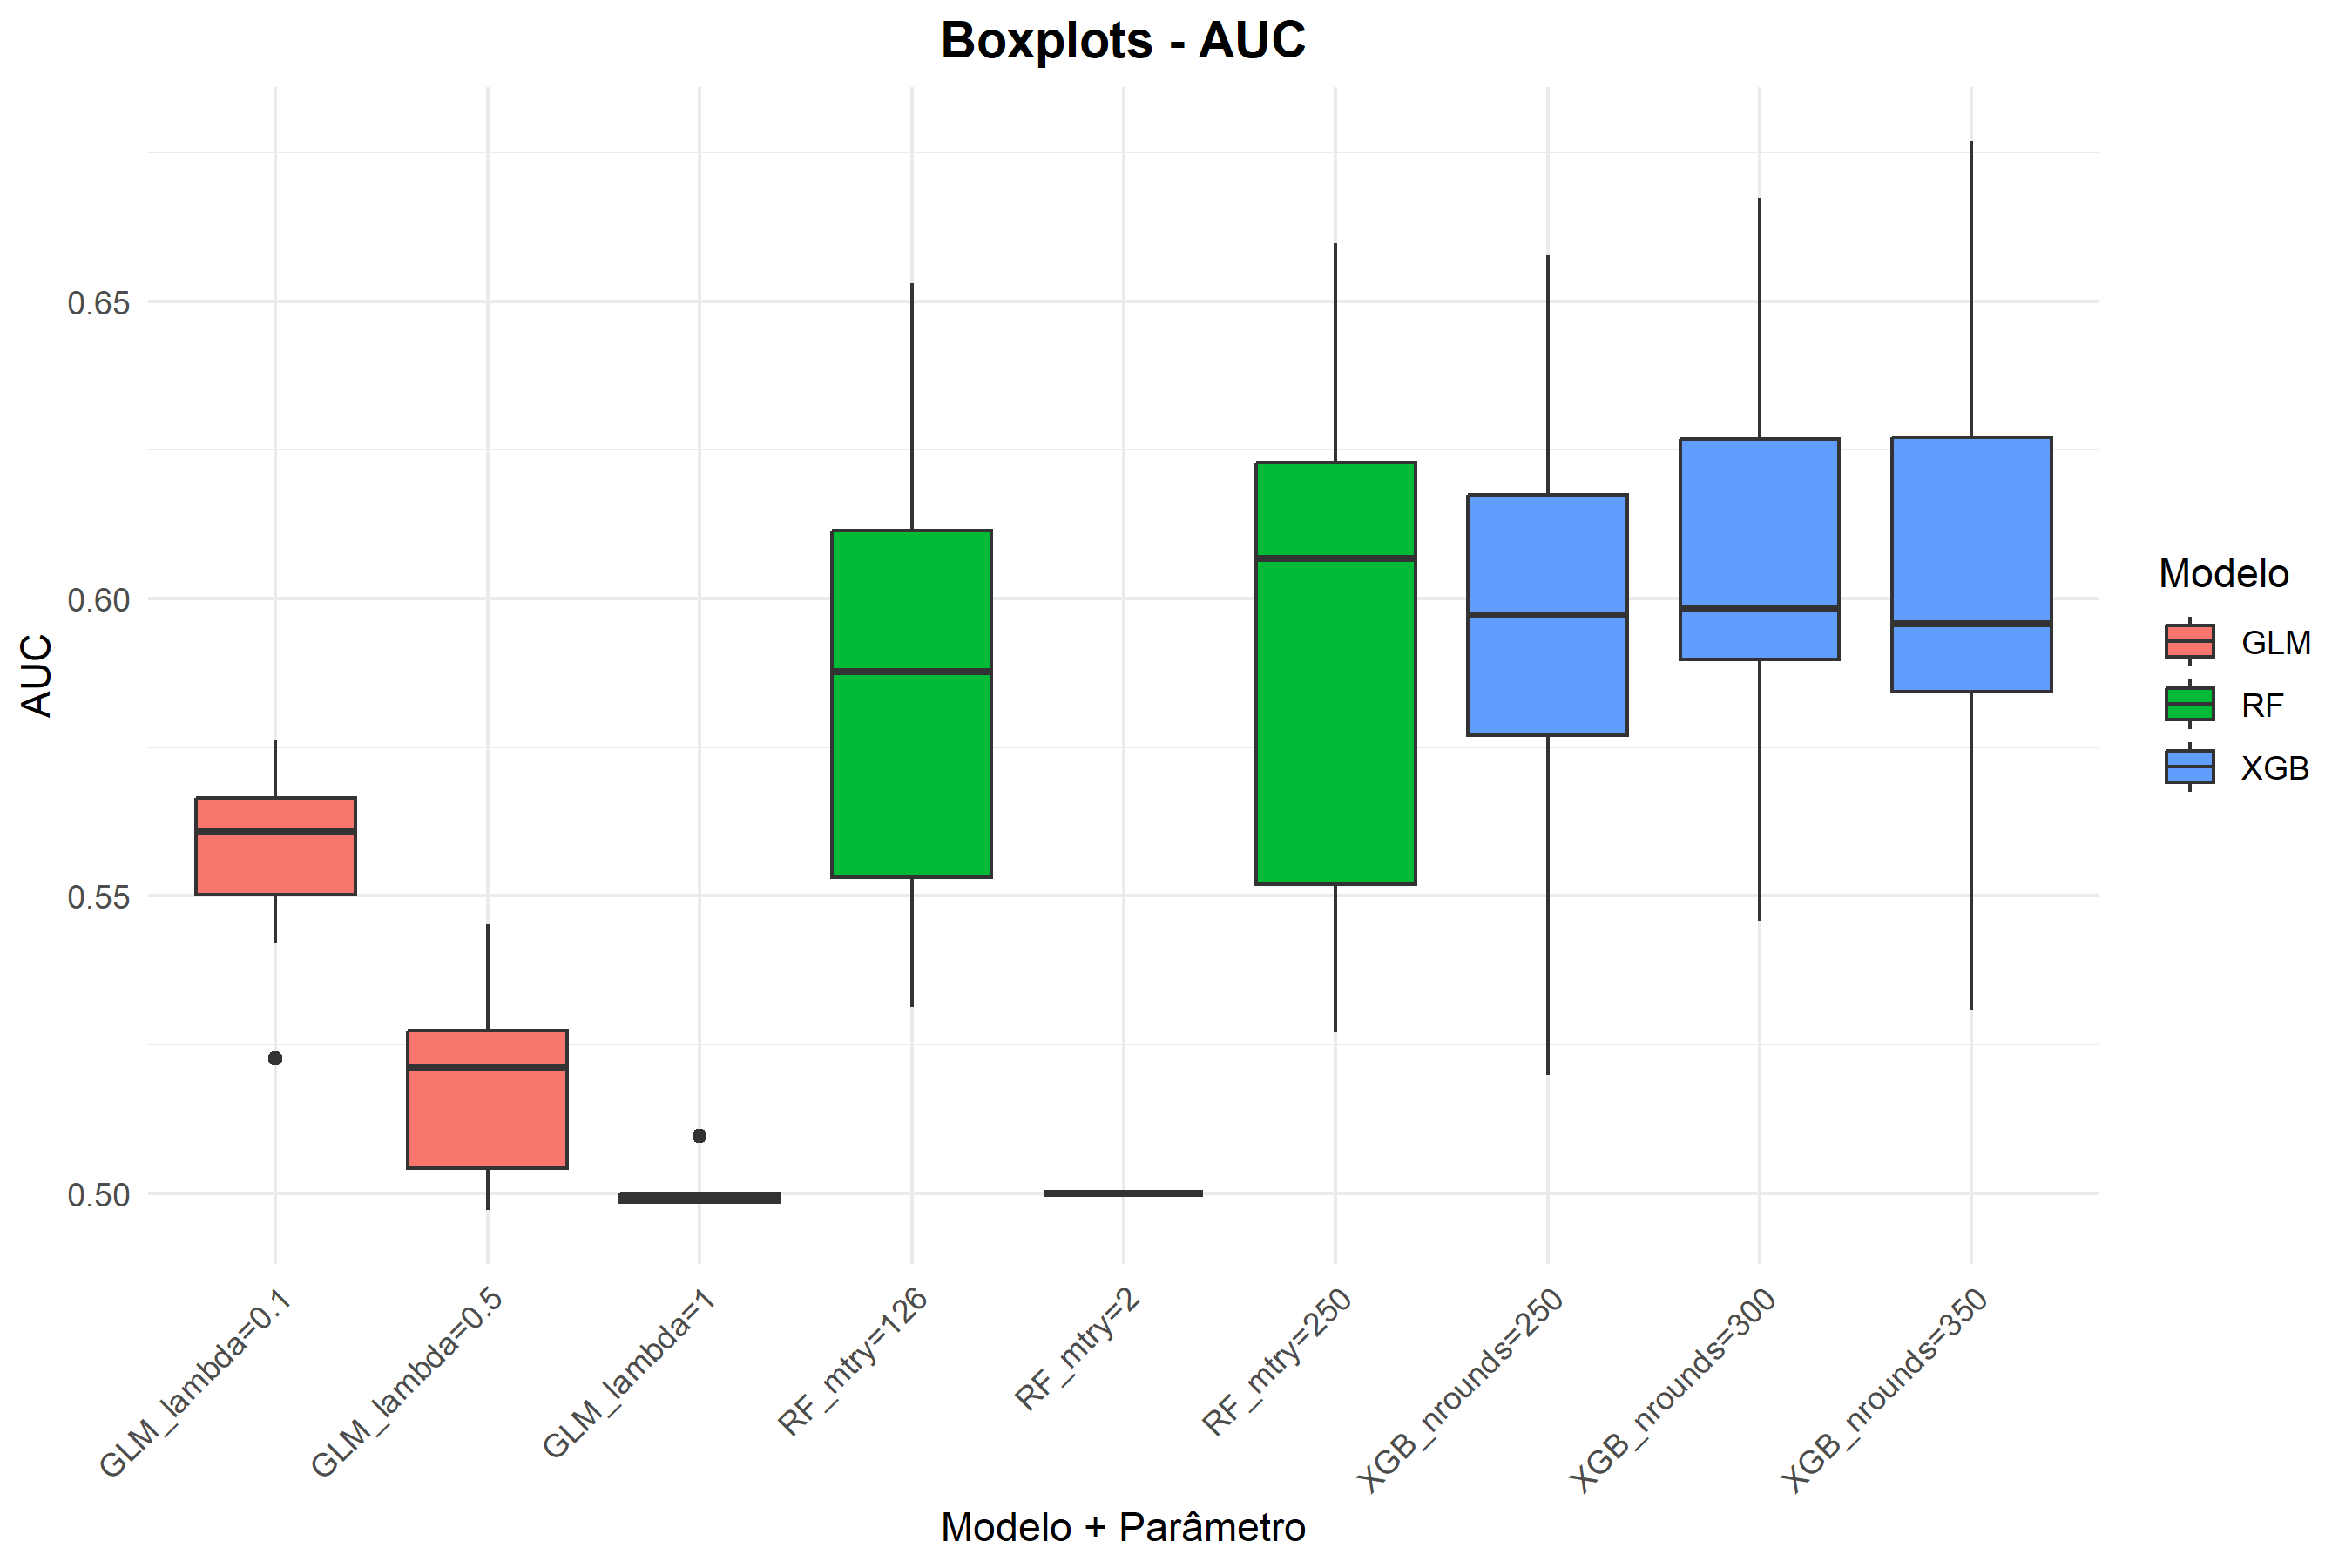 Boxplots - AUC
AUC
0.65
0.60
0.55
0.50
GLM_lambda=0.1
GLM_lambda=0.5
GLM_lambda=1
RF_mtry=126
RF_mtry=2
RF_mtry=250
XGB_nrounds=250
XGB_nrounds=300
XGB_nrounds=350
Modelo + Parâmetro
Modelo
GLM
RF
XGB